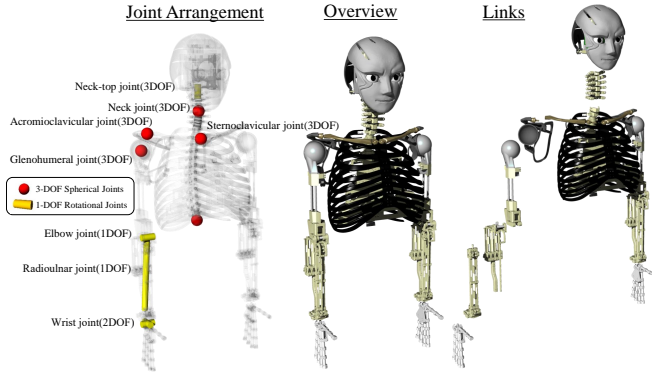 Joint Arrangement
Overview
Links
Neck-top joint(3DOF)
Neck joint(3DOF)
Acromioclavicular joint(3DOF)
Sternoclavicular joint(3DOF)
Glenohumeral joint(3DOF)
3-DOF Spherical Joints
1-DOF Rotational Joints
Elbow joint(1DOF)
Radioulnar joint(1DOF)
Wrist joint(2DOF)